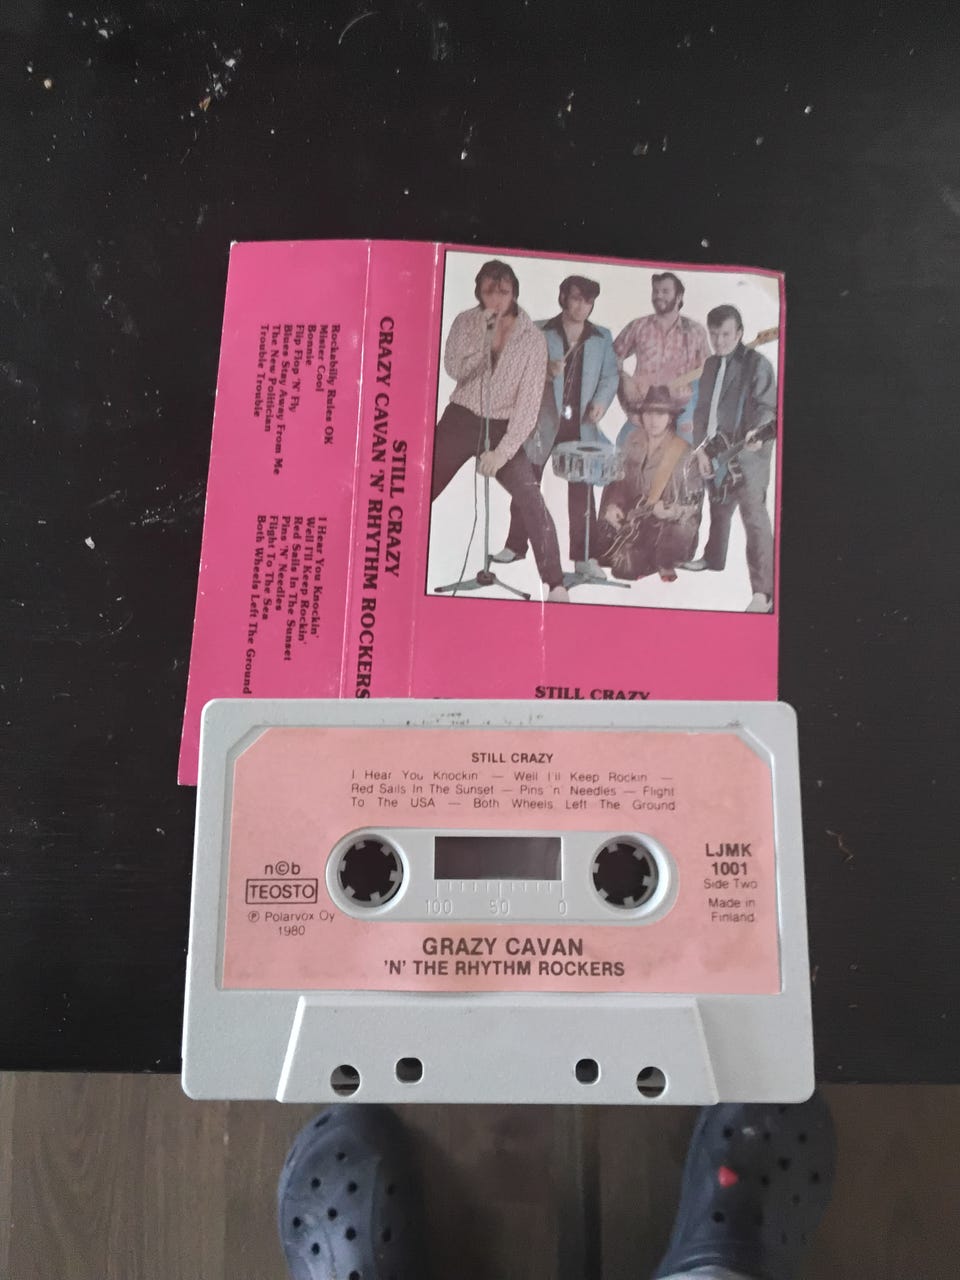 STILL CRAZY
CRAZY CAVAN 'N' RHYTHM ROCKERS
Rockabilly Rules OK
Mister Cool
Bonnie
Flip Flop 'N' Fly
Blues Stay Away From Me
The New Politician
Trouble Trouble
I Hear You Knockin'
Well I'll Keep Rockin'
Red Sails In The Sunset
Pins 'N' Needles
Flight To The Sea
Both Wheels Left The Ground
STILL CRAZY
STILL CRAZY
I Hear You Knockin' — Well I'll Keep Rockin —
Red Sails In The Sunset — Pins 'n' Needles — Flight
To The USA — Both Wheels Left The Ground
n©b
TEOSTO
℗ Polarvox Oy
1980
LJMK
1001
Side Two
Made in
Finland
100 50 0
GRAZY CAVAN
'N' THE RHYTHM ROCKERS